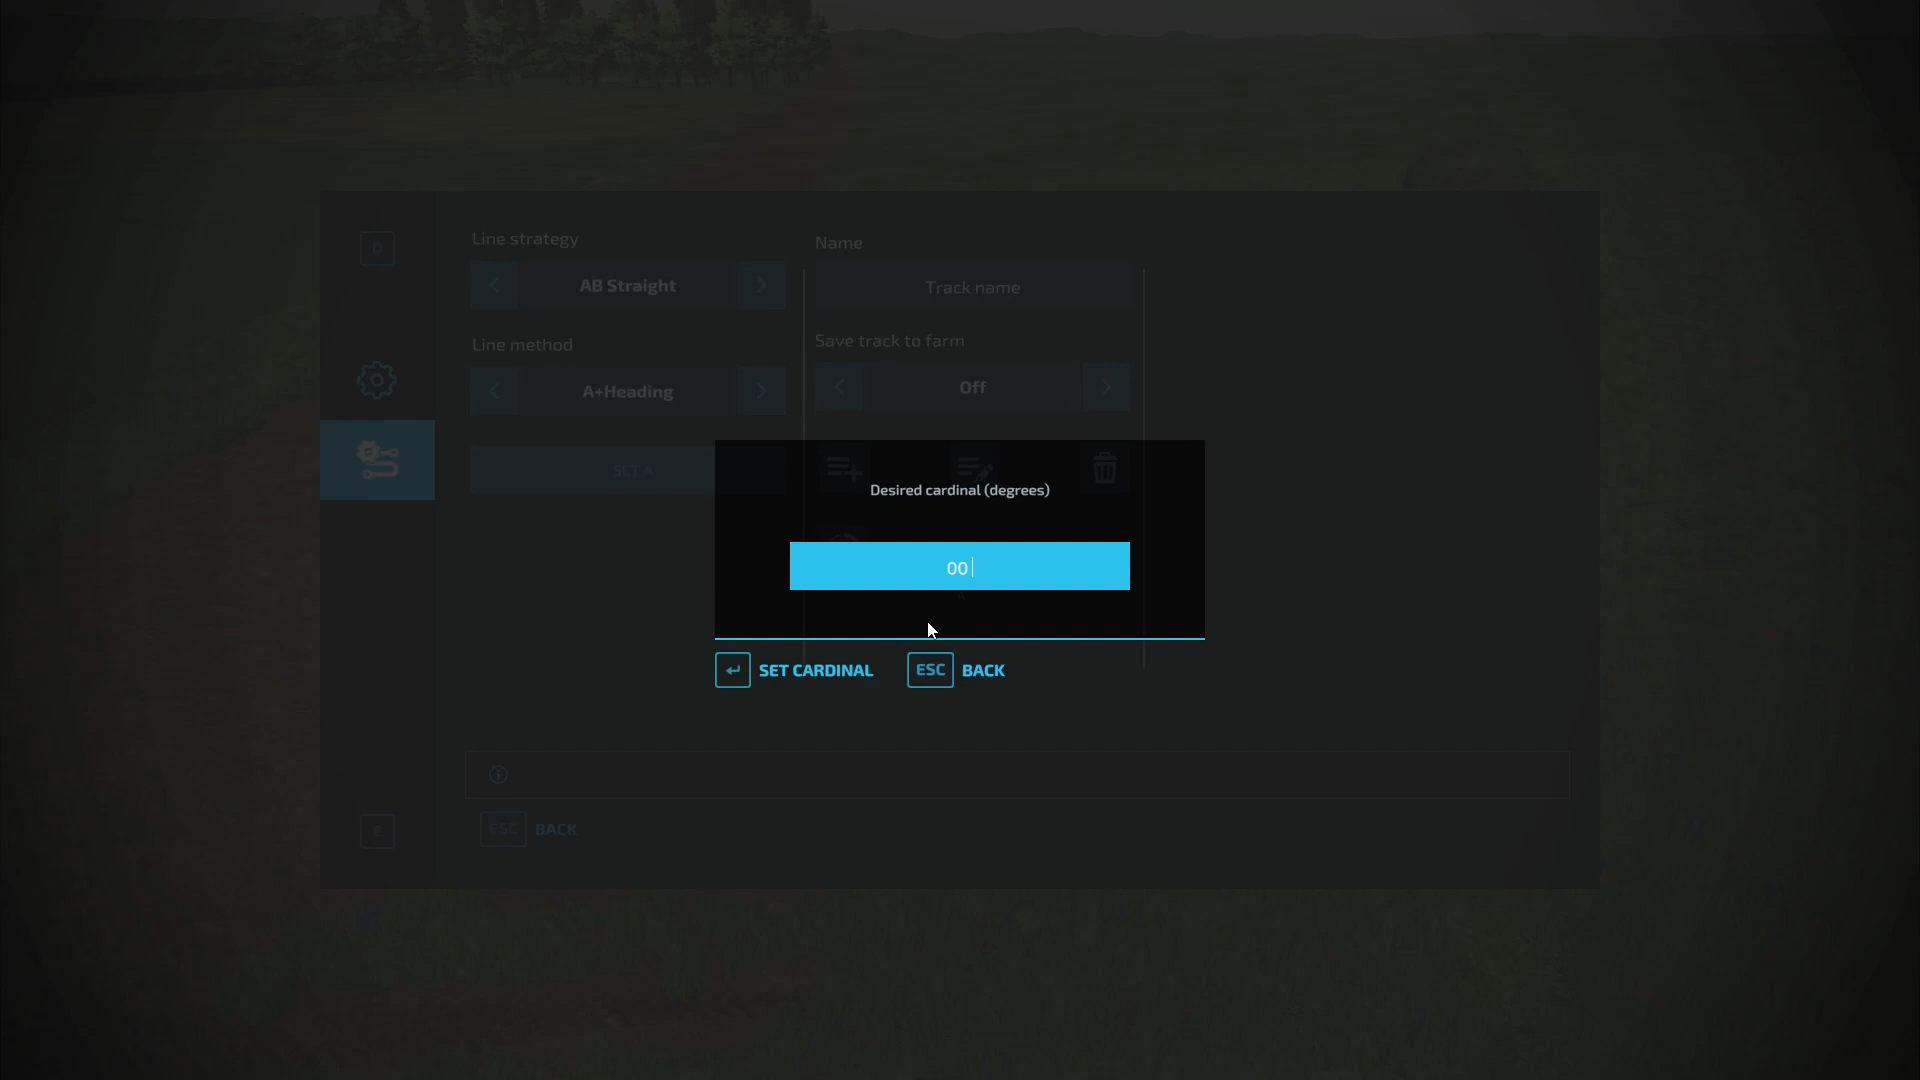 Q
Line strategy
AB Straight
Name
Track name
Line method
A+Heading
Save track to farm
Off
SET A
Desired cardinal (degrees)
00
SET CARDINAL
ESC BACK
E
ESC BACK